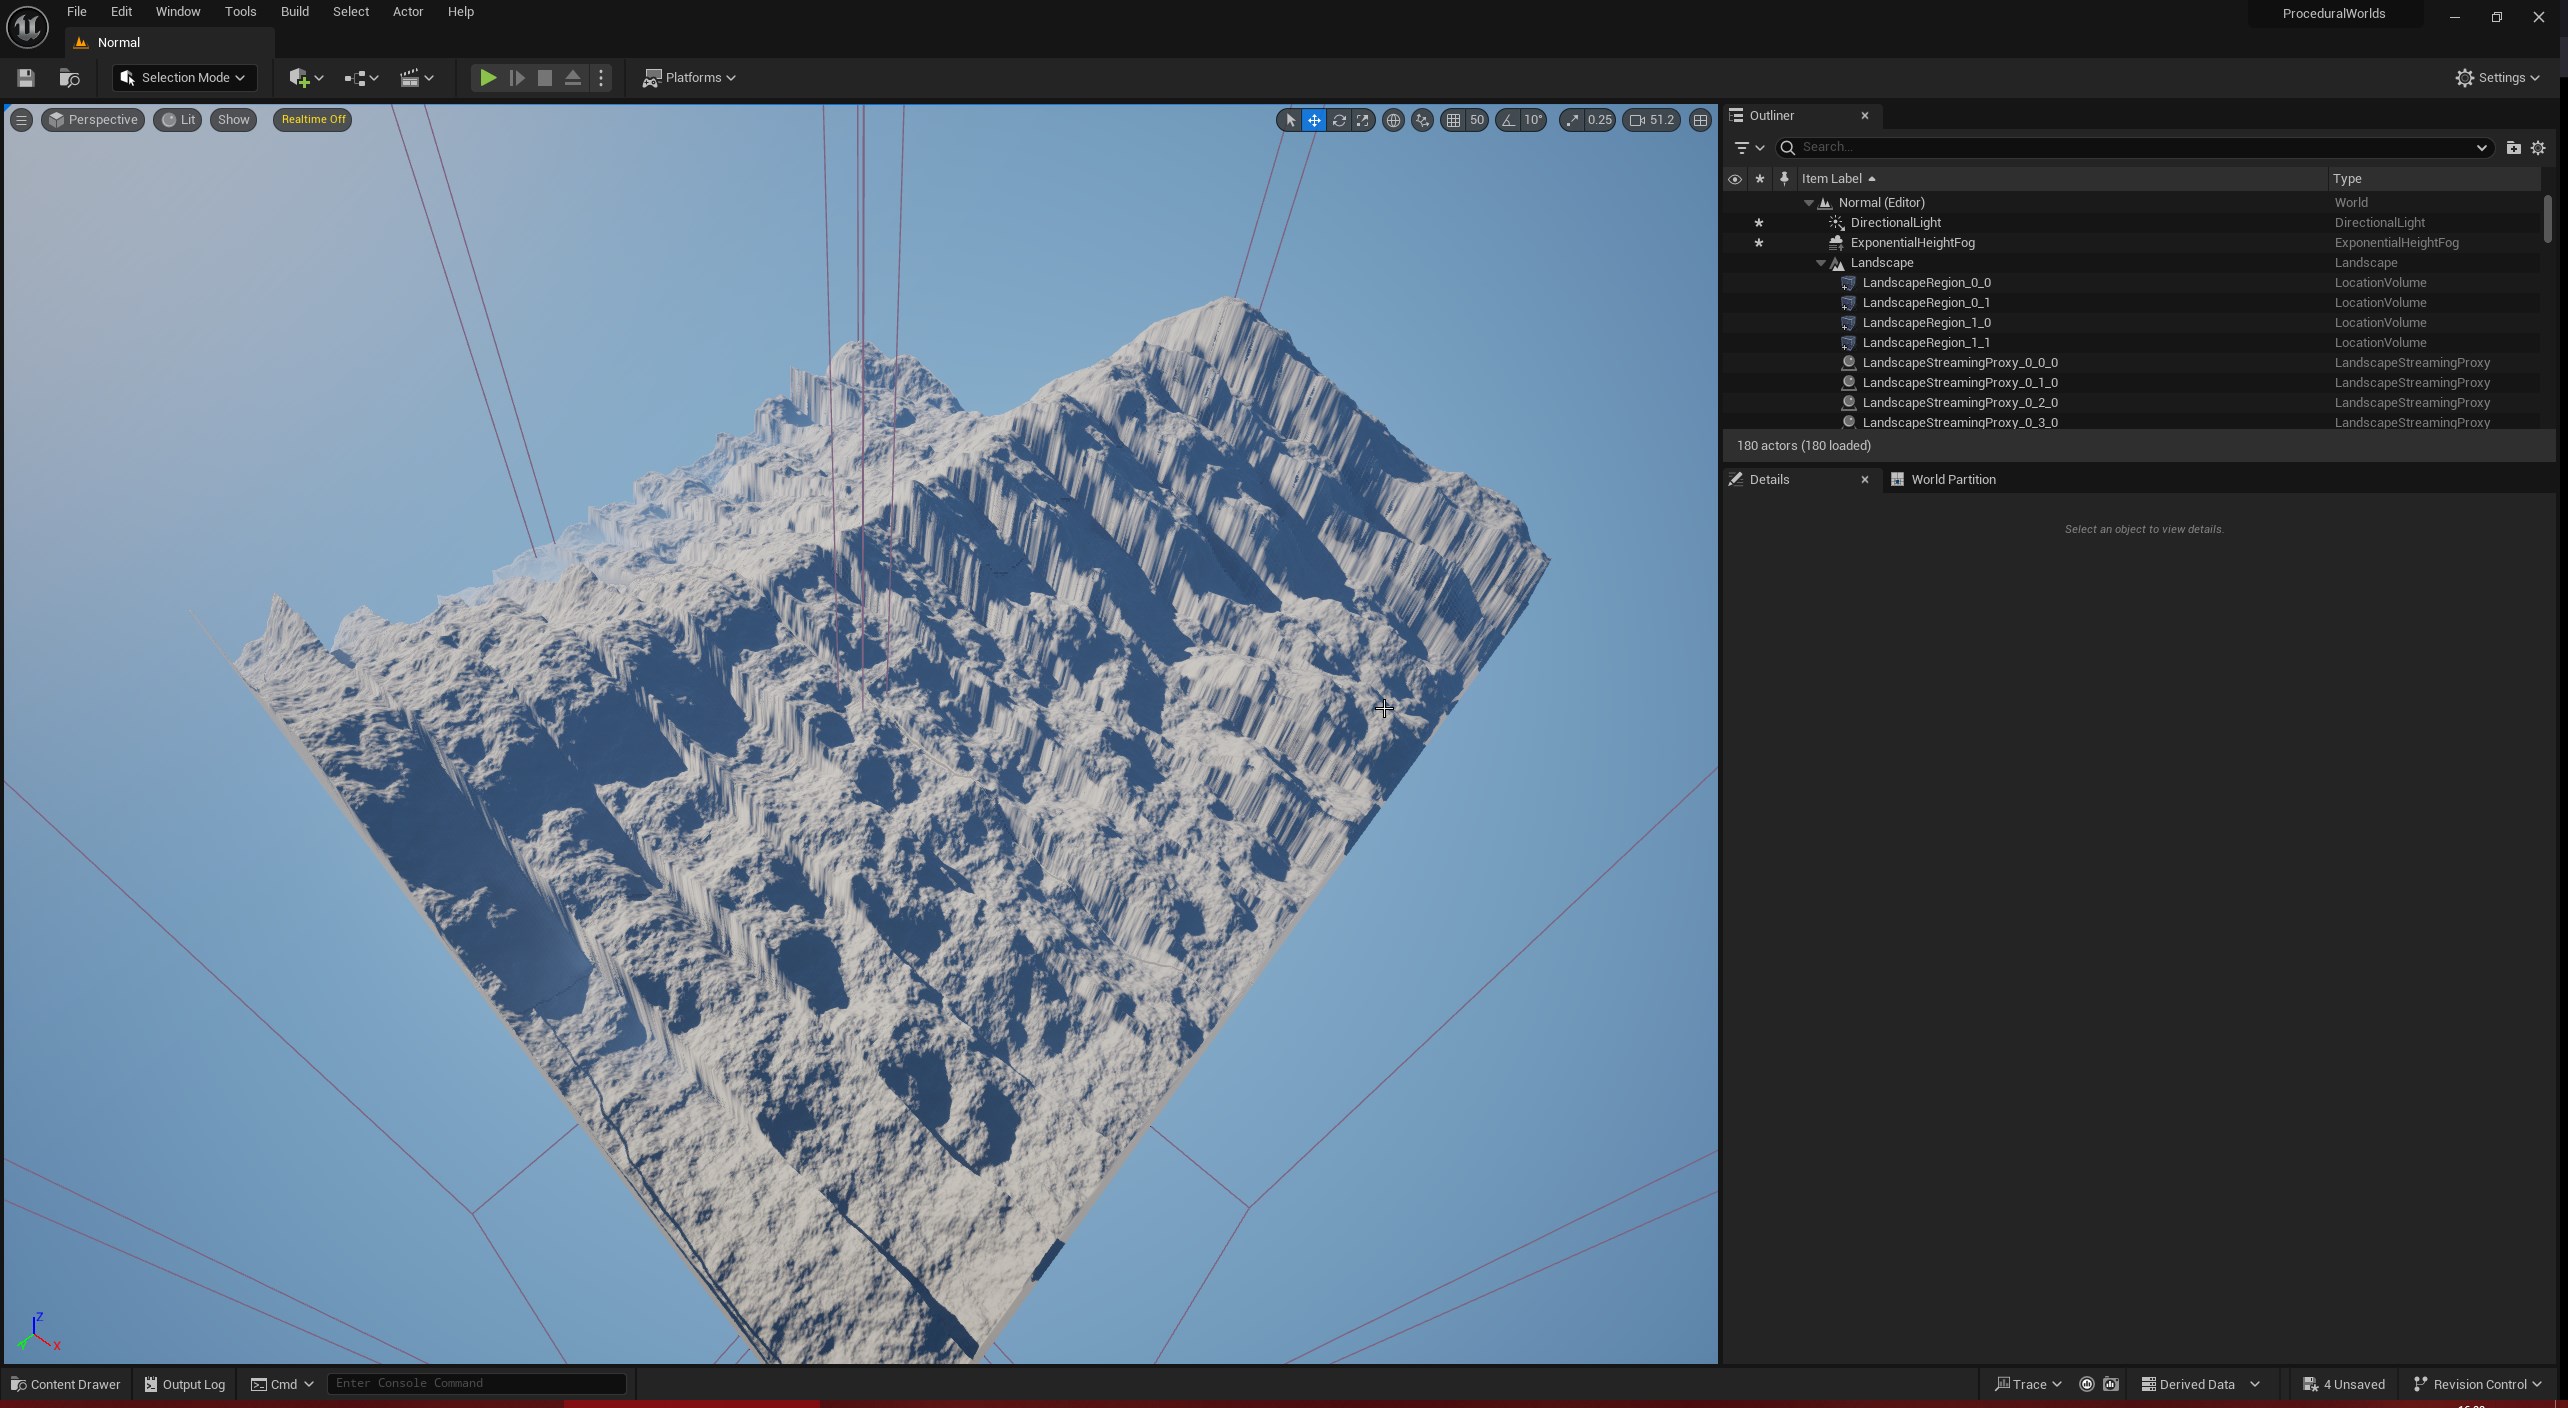 File Edit Window Tools Build Select Actor Help
ProceduralWorlds
Normal
Selection Mode
Platforms
Settings
Perspective Lit Show Realtime Off
50 10° 0.25 51.2
Outliner
Search...
Item Label Type
Normal (Editor) World
DirectionalLight DirectionalLight
ExponentialHeightFog ExponentialHeightFog
Landscape Landscape
LandscapeRegion_0_0 LocationVolume
LandscapeRegion_0_1 LocationVolume
LandscapeRegion_1_0 LocationVolume
LandscapeRegion_1_1 LocationVolume
LandscapeStreamingProxy_0_0_0 LandscapeStreamingProxy
LandscapeStreamingProxy_0_1_0 LandscapeStreamingProxy
LandscapeStreamingProxy_0_2_0 LandscapeStreamingProxy
LandscapeStreamingProxy_0_3_0 LandscapeStreamingProxy
180 actors (180 loaded)
Details World Partition
Select an object to view details.
Z
X
Content Drawer Output Log Cmd Enter Console Command
Trace Derived Data 4 Unsaved Revision Control